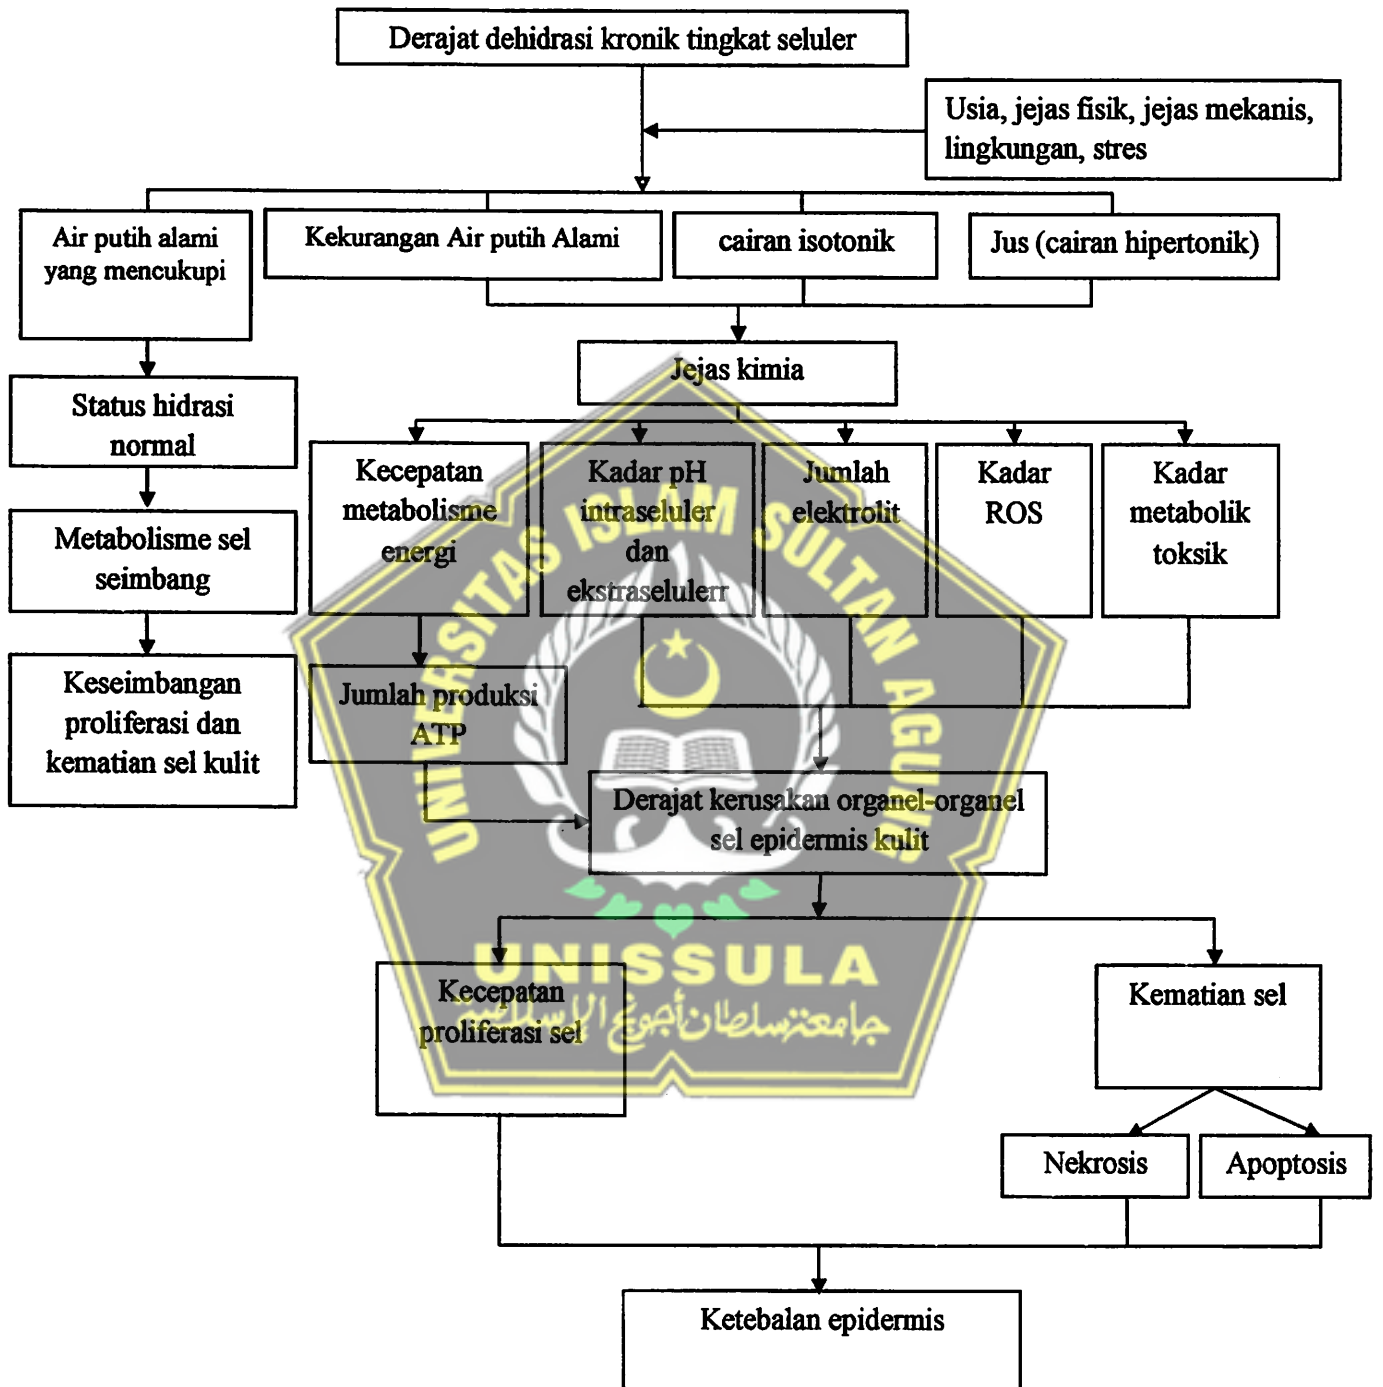 Derajat dehidrasi kronik tingkat seluler
Usia, jejas fisik, jejas mekanis,
lingkungan, stres
Air putih alami
yang mencukupi
Kekurangan Air putih Alami
cairan isotonik
Jus (cairan hipertonik)
Jejas kimia
Status hidrasi
normal
Kecepatan
metabolisme
energi
Kadar pH
intraseluler
dan
ekstraselulerr
Jumlah
elektrolit
Kadar
ROS
Kadar
metabolik
toksik
Metabolisme sel
seimbang
Keseimbangan
proliferasi dan
kematian sel kulit
Jumlah produksi
ATP
Derajat kerusakan organel-organel
sel epidermis kulit
Kecepatan
proliferasi sel
Kematian sel
Nekrosis
Apoptosis
Ketebalan epidermis
UNIVERSITAS ISLAM SULTAN AGUNG
UNISSULA
جامعة سلطان أجونج الإسلامية